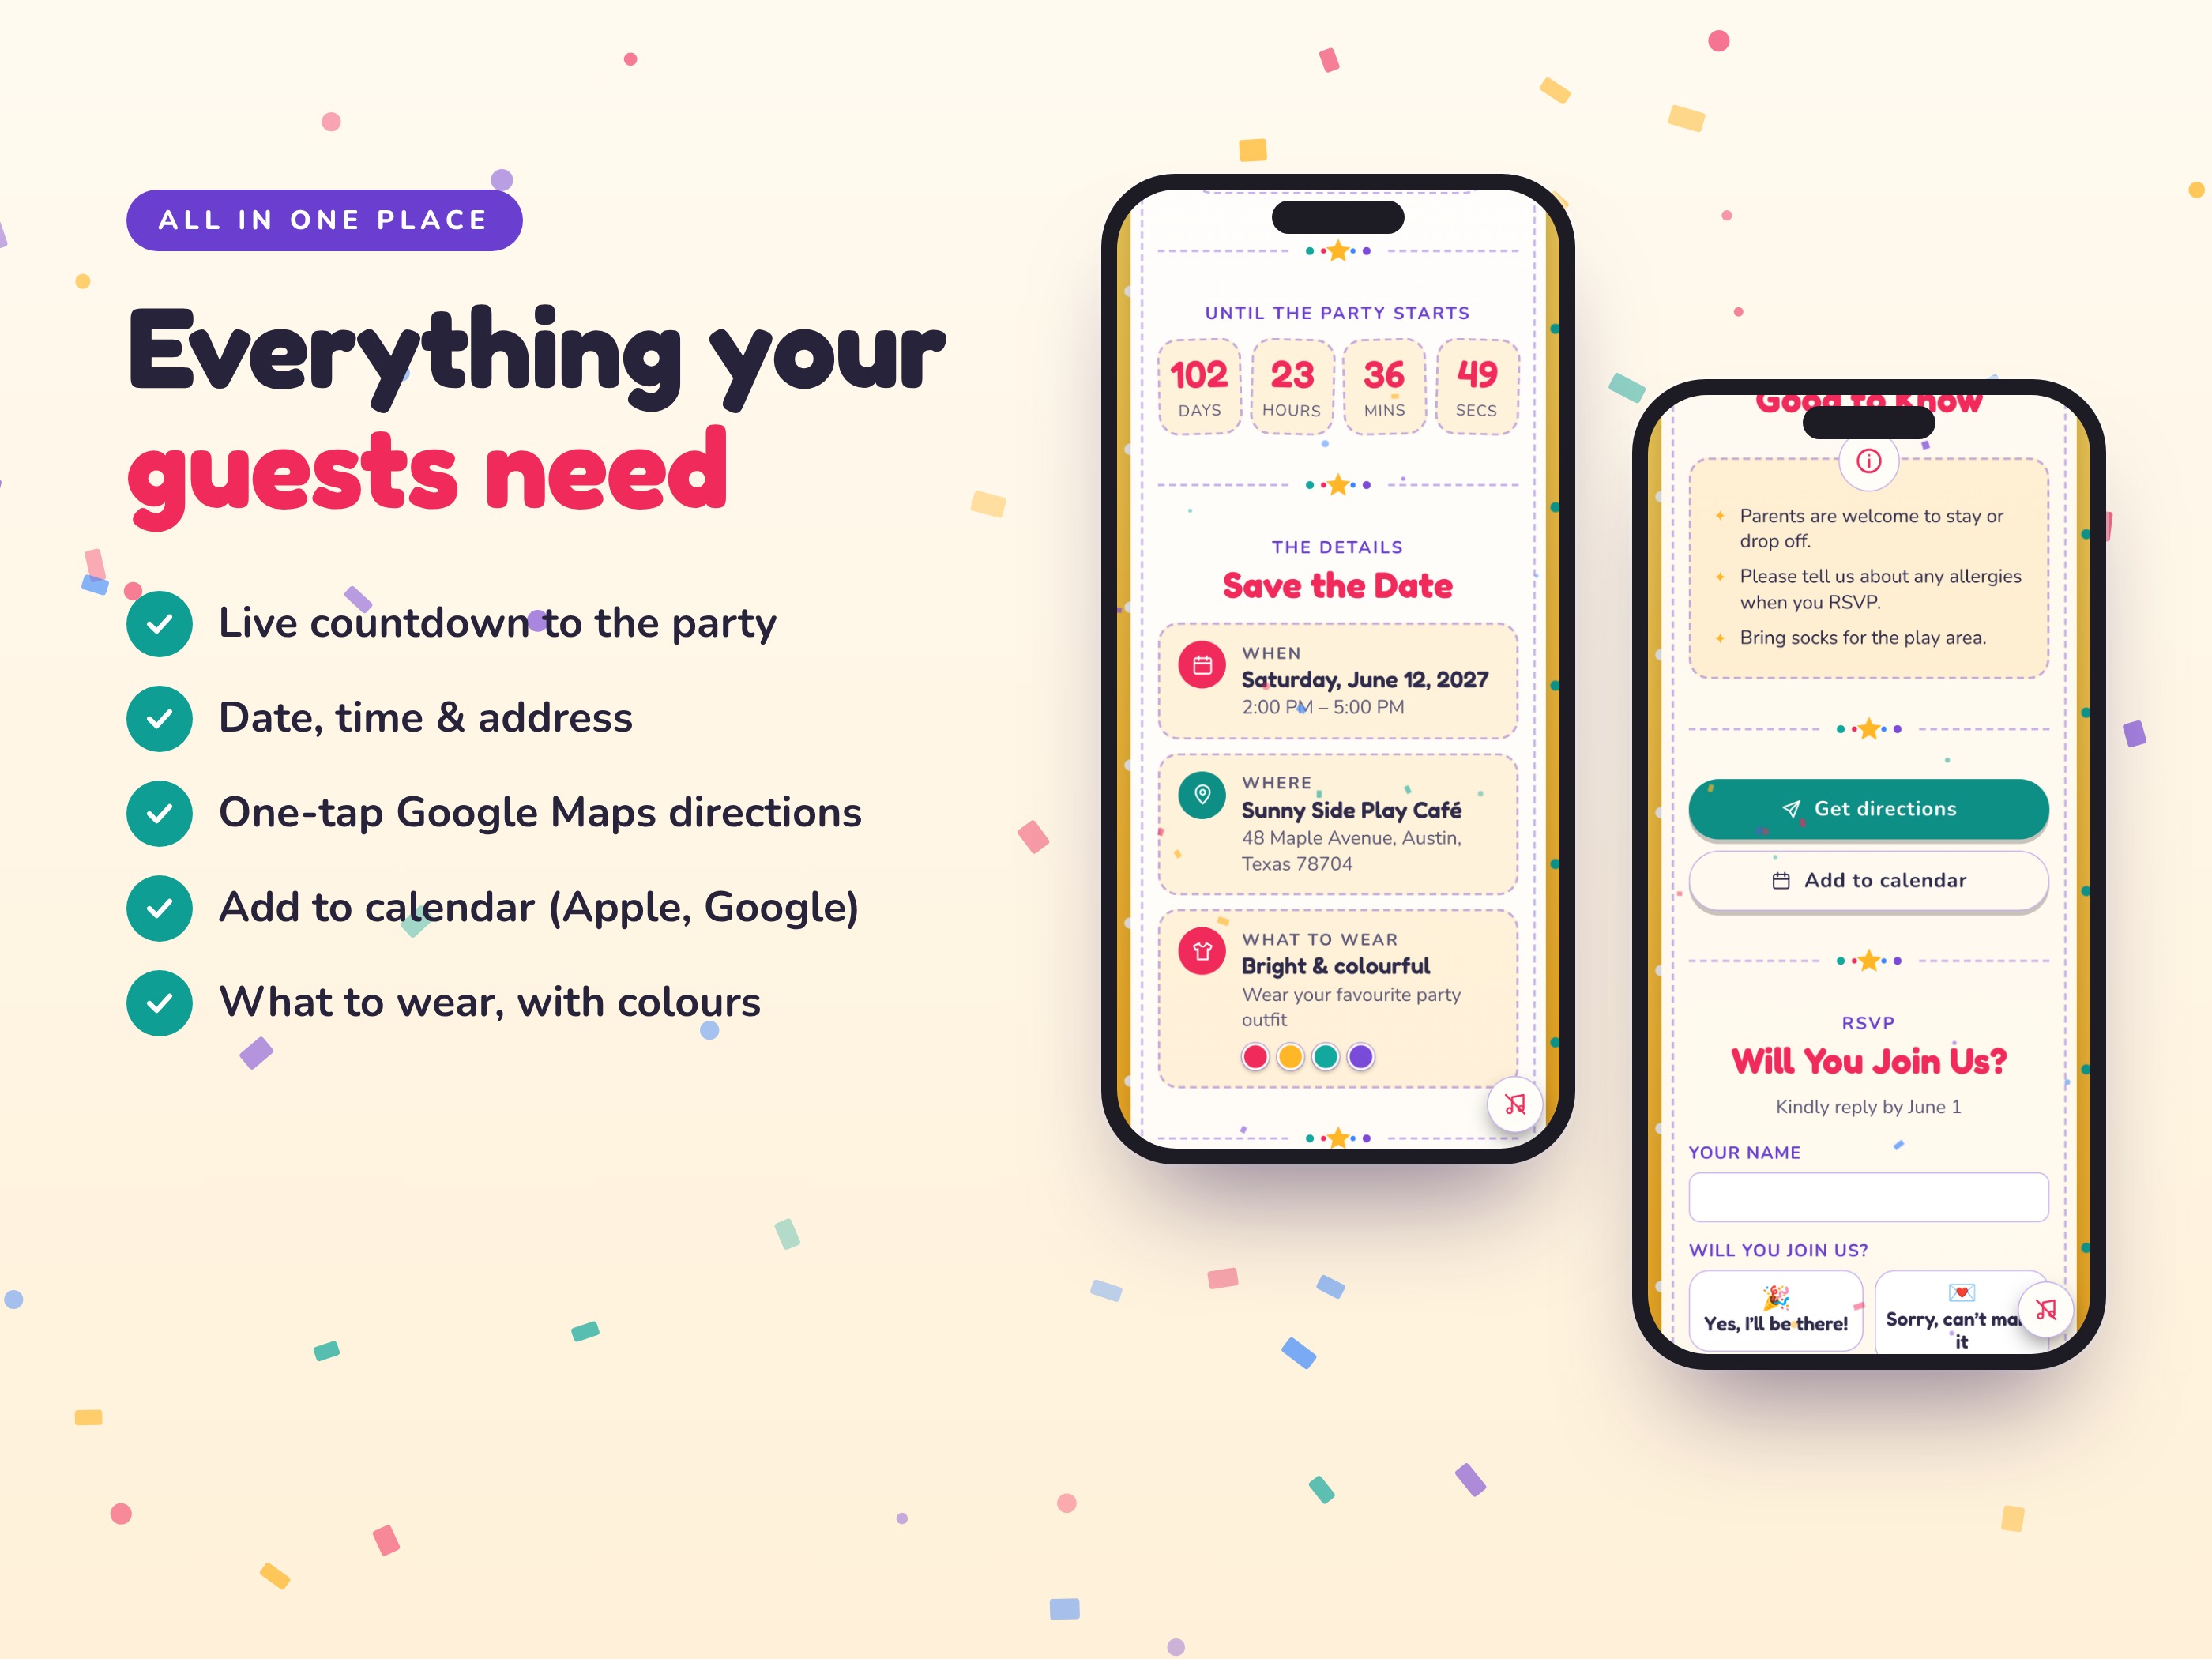 ALL IN ONE PLACE
Everything your
guests need
Live countdown to the party
Date, time & address
One-tap Google Maps directions
Add to calendar (Apple, Google)
What to wear, with colours
UNTIL THE PARTY STARTS
102 23 36 49
DAYS HOURS MINS SECS
THE DETAILS
Save the Date
WHEN
Saturday, June 12, 2027
2:00 PM – 5:00 PM
WHERE
Sunny Side Play Café
48 Maple Avenue, Austin,
Texas 78704
WHAT TO WEAR
Bright & colourful
Wear your favourite party
outfit
Good to Know
Parents are welcome to stay or
drop off.
Please tell us about any allergies
when you RSVP.
Bring socks for the play area.
Get directions
Add to calendar
RSVP
Will You Join Us?
Kindly reply by June 1
YOUR NAME
WILL YOU JOIN US?
Yes, I'll be there!
Sorry, can't
it